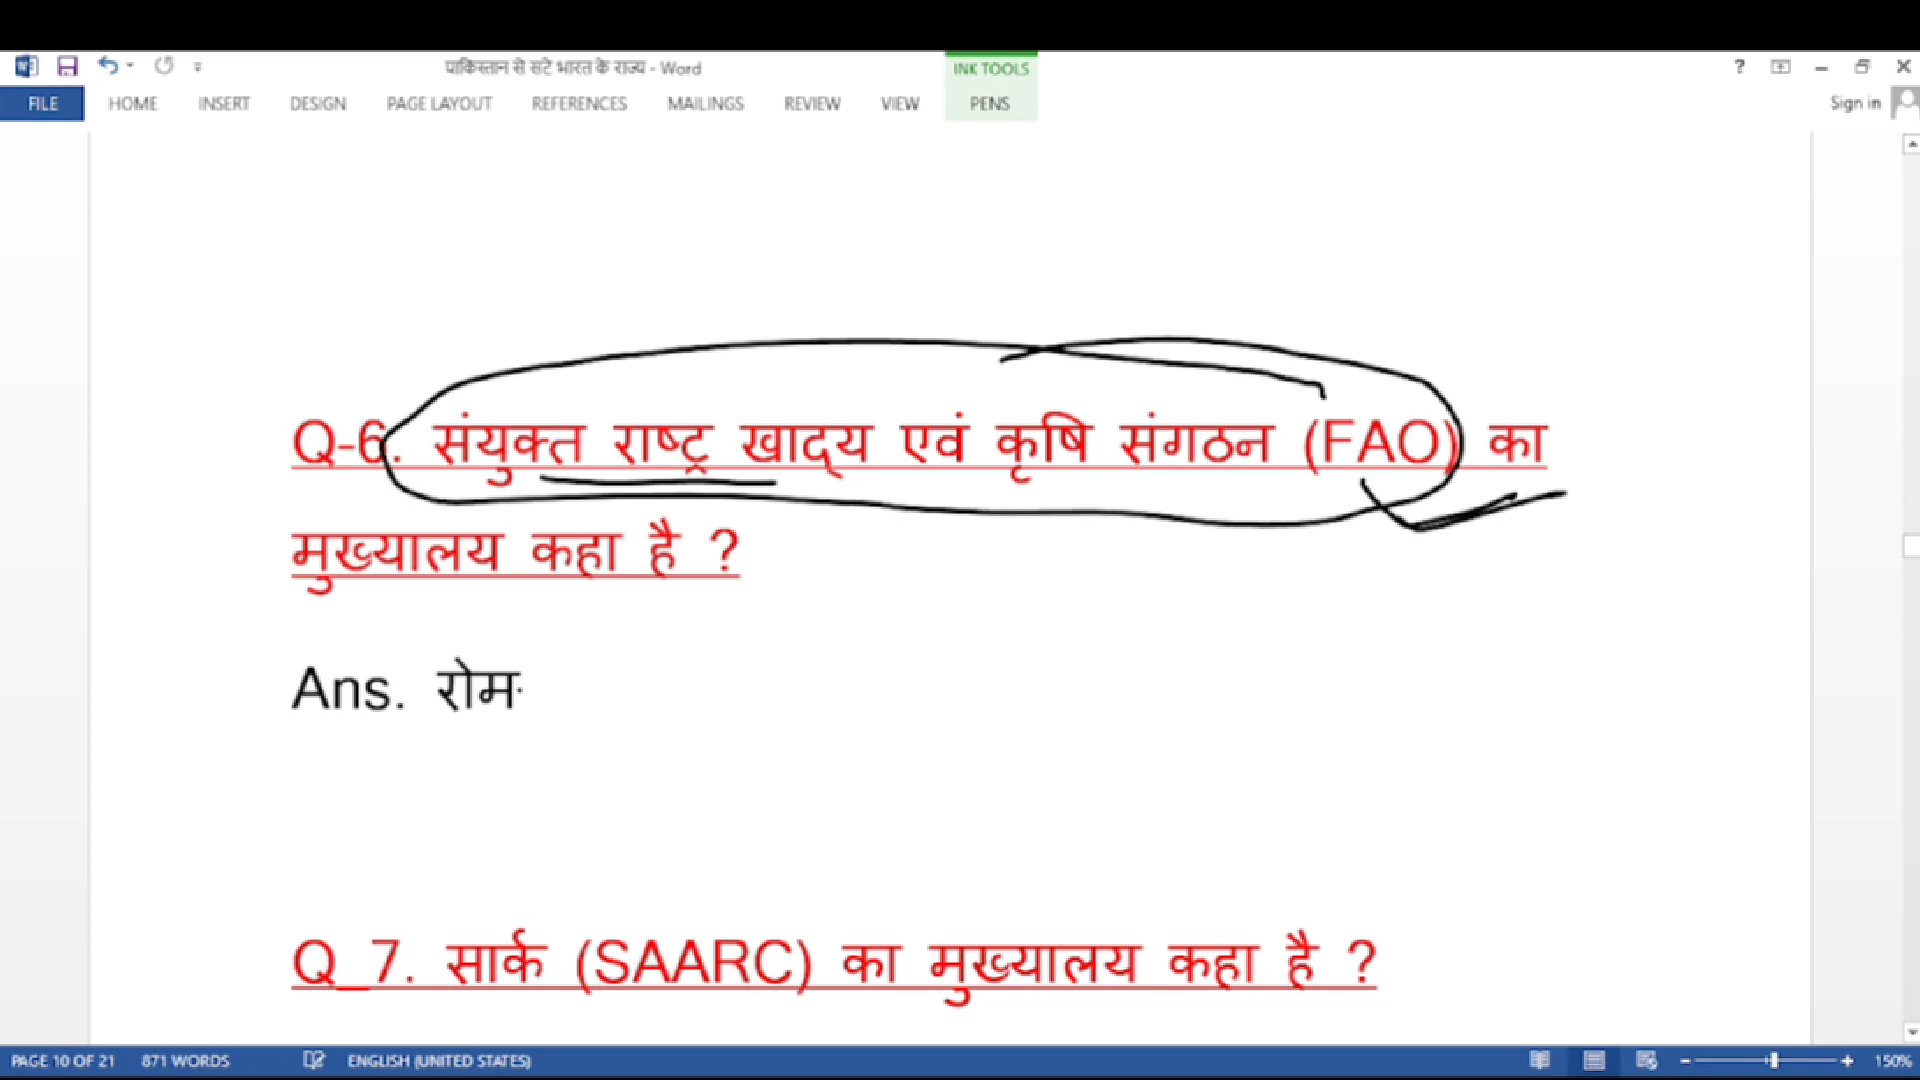 पाकिस्तान से सटे भारत के राज्य - Word
INK TOOLS
?
FILE HOME INSERT DESIGN PAGE LAYOUT REFERENCES MAILINGS REVIEW VIEW PENS Sign in
Q-6. संयुक्त राष्ट्र खाद्य एवं कृषि संगठन (FAO) का
मुख्यालय कहा है ?
Ans. रोम
Q_7. सार्क (SAARC) का मुख्यालय कहा है ?
PAGE 10 OF 21 871 WORDS ENGLISH (UNITED STATES) 150%